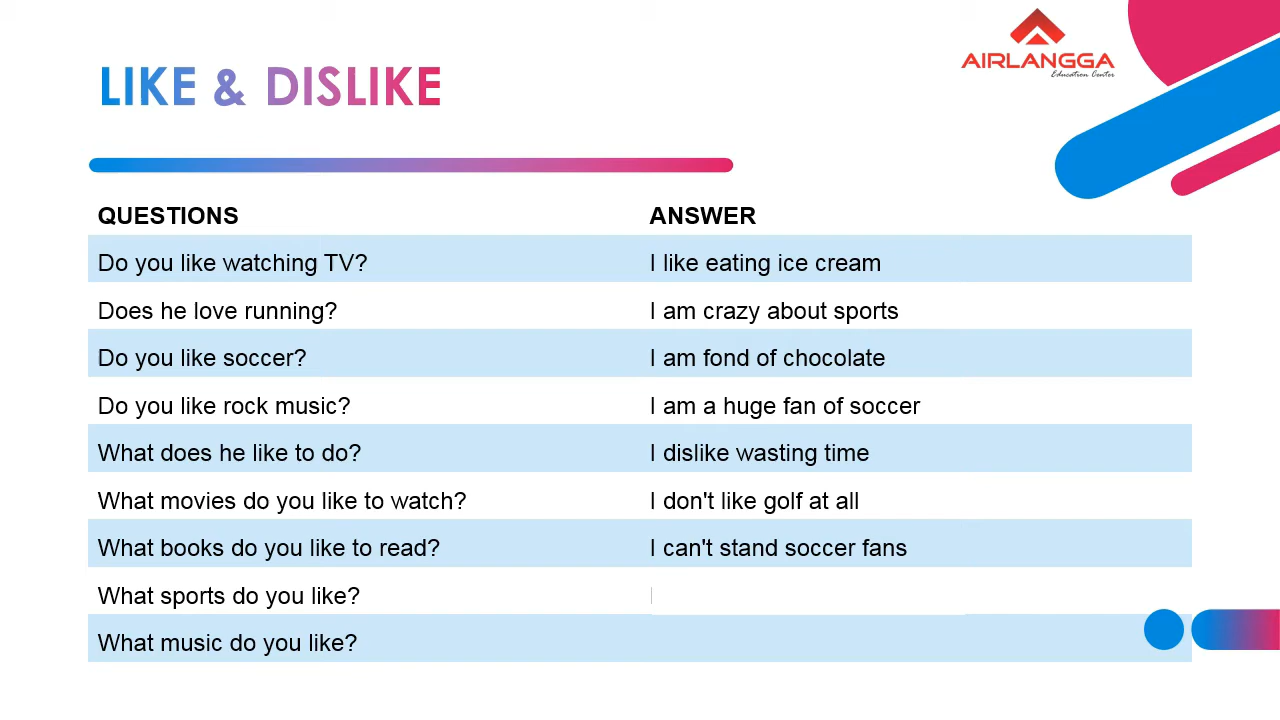 AIRLANGGA
Education Center
LIKE & DISLIKE
QUESTIONS ANSWER
Do you like watching TV? I like eating ice cream
Does he love running? I am crazy about sports
Do you like soccer? I am fond of chocolate
Do you like rock music? I am a huge fan of soccer
What does he like to do? I dislike wasting time
What movies do you like to watch? I don't like golf at all
What books do you like to read? I can't stand soccer fans
What sports do you like?
What music do you like?